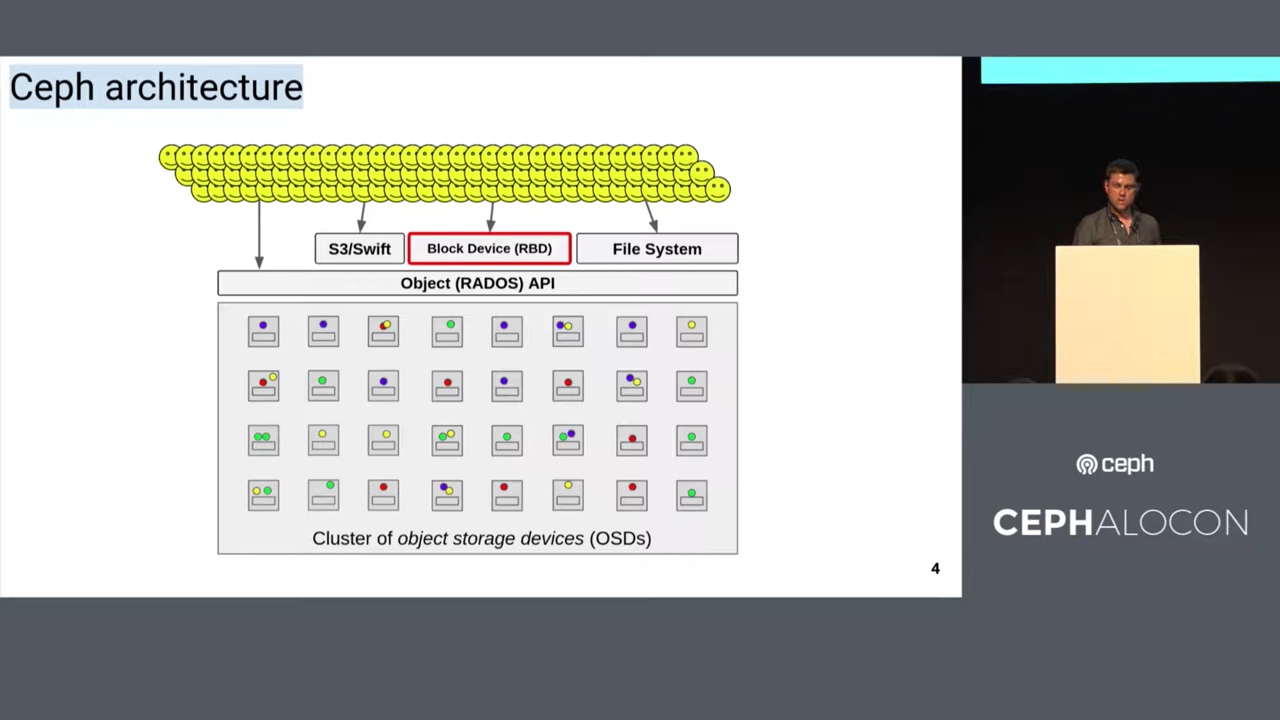 Ceph architecture
S3/Swift
Block Device (RBD)
File System
Object (RADOS) API
Cluster of object storage devices (OSDs)
4
ceph
CEPHALOCON